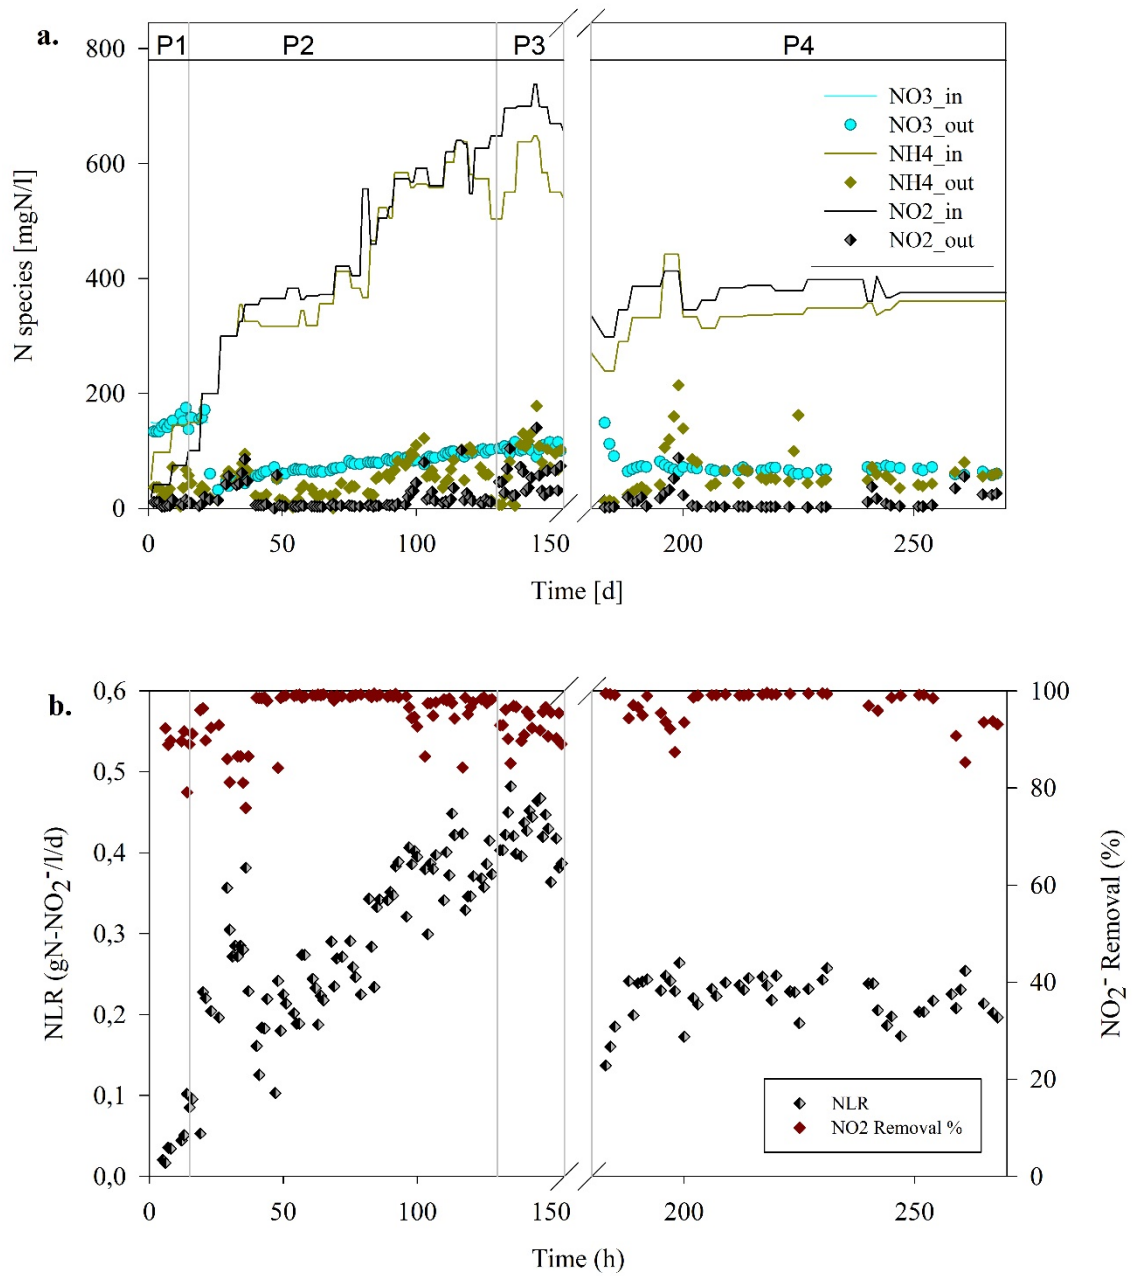 a.
P1 P2 P3 P4
800
600
400
200
0
N species [mgN/l]
NO3_in
NO3_out
NH4_in
NH4_out
NO2_in
NO2_out
0 50 100 150 200 250
Time [d]
b.
0,6
0,5
0,4
0,3
0,2
0,1
0,0
NLR (gN-NO2-/l/d)
100
80
60
40
20
0
NO2- Removal (%)
NLR
NO2 Removal %
0 50 100 150 200 250
Time (h)